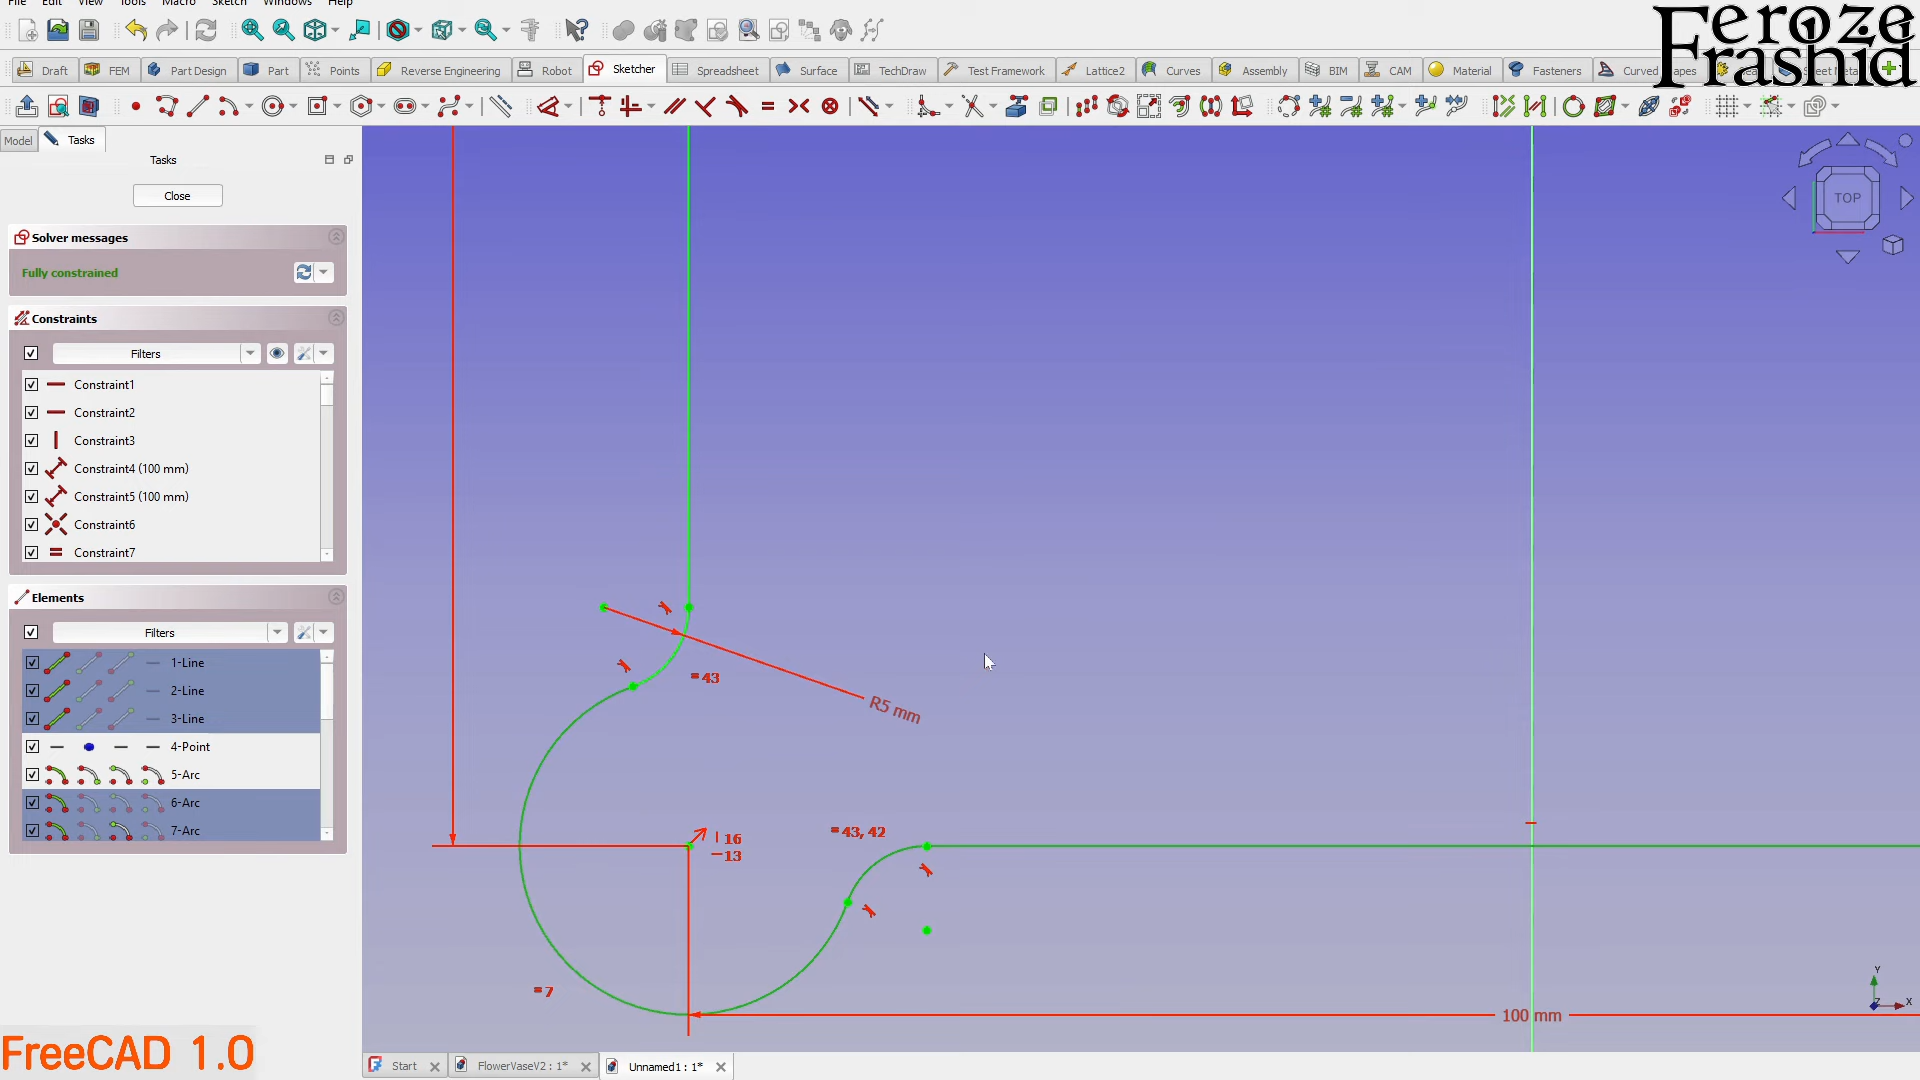 File Edit View Tools Macro Sketch Windows Help
Feroze
Frashid
Draft FEM Part Design Part Points Reverse Engineering Robot Sketcher Spreadsheet Surface TechDraw Test Framework Lattice2 Curves Assembly BIM CAM Material Fasteners Curved Shapes
Model Tasks
Tasks
Close
Solver messages
Fully constrained
Constraints
Filters
Constraint1
Constraint2
Constraint3
Constraint4 (100 mm)
Constraint5 (100 mm)
Constraint6
Constraint7
Elements
Filters
1-Line
2-Line
3-Line
4-Point
5-Arc
6-Arc
7-Arc
TOP
=43
R5 mm
16
13
=43, 42
=7
100 mm
Y
Z
X
FreeCAD 1.0
Start FlowerVaseV2 : 1* Unnamed1 : 1*